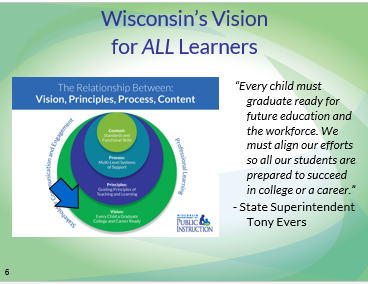 Wisconsin's Vision
for ALL Learners
The Relationship Between:
Vision, Principles, Process, Content
Content:
Standards and
Functional Skills
Process:
Multi-Level Systems
of Support
Principles:
Guiding Principles of
Teaching and Learning
Vision:
Every Child a Graduate
College and Career Ready
and Engagement
Professional Learning
WISCONSIN
PUBLIC
INSTRUCTION
"Every child must
graduate ready for
future education and
the workforce. We
must align our efforts
so all our students are
prepared to succeed
in college or a career."
- State Superintendent
Tony Evers
6